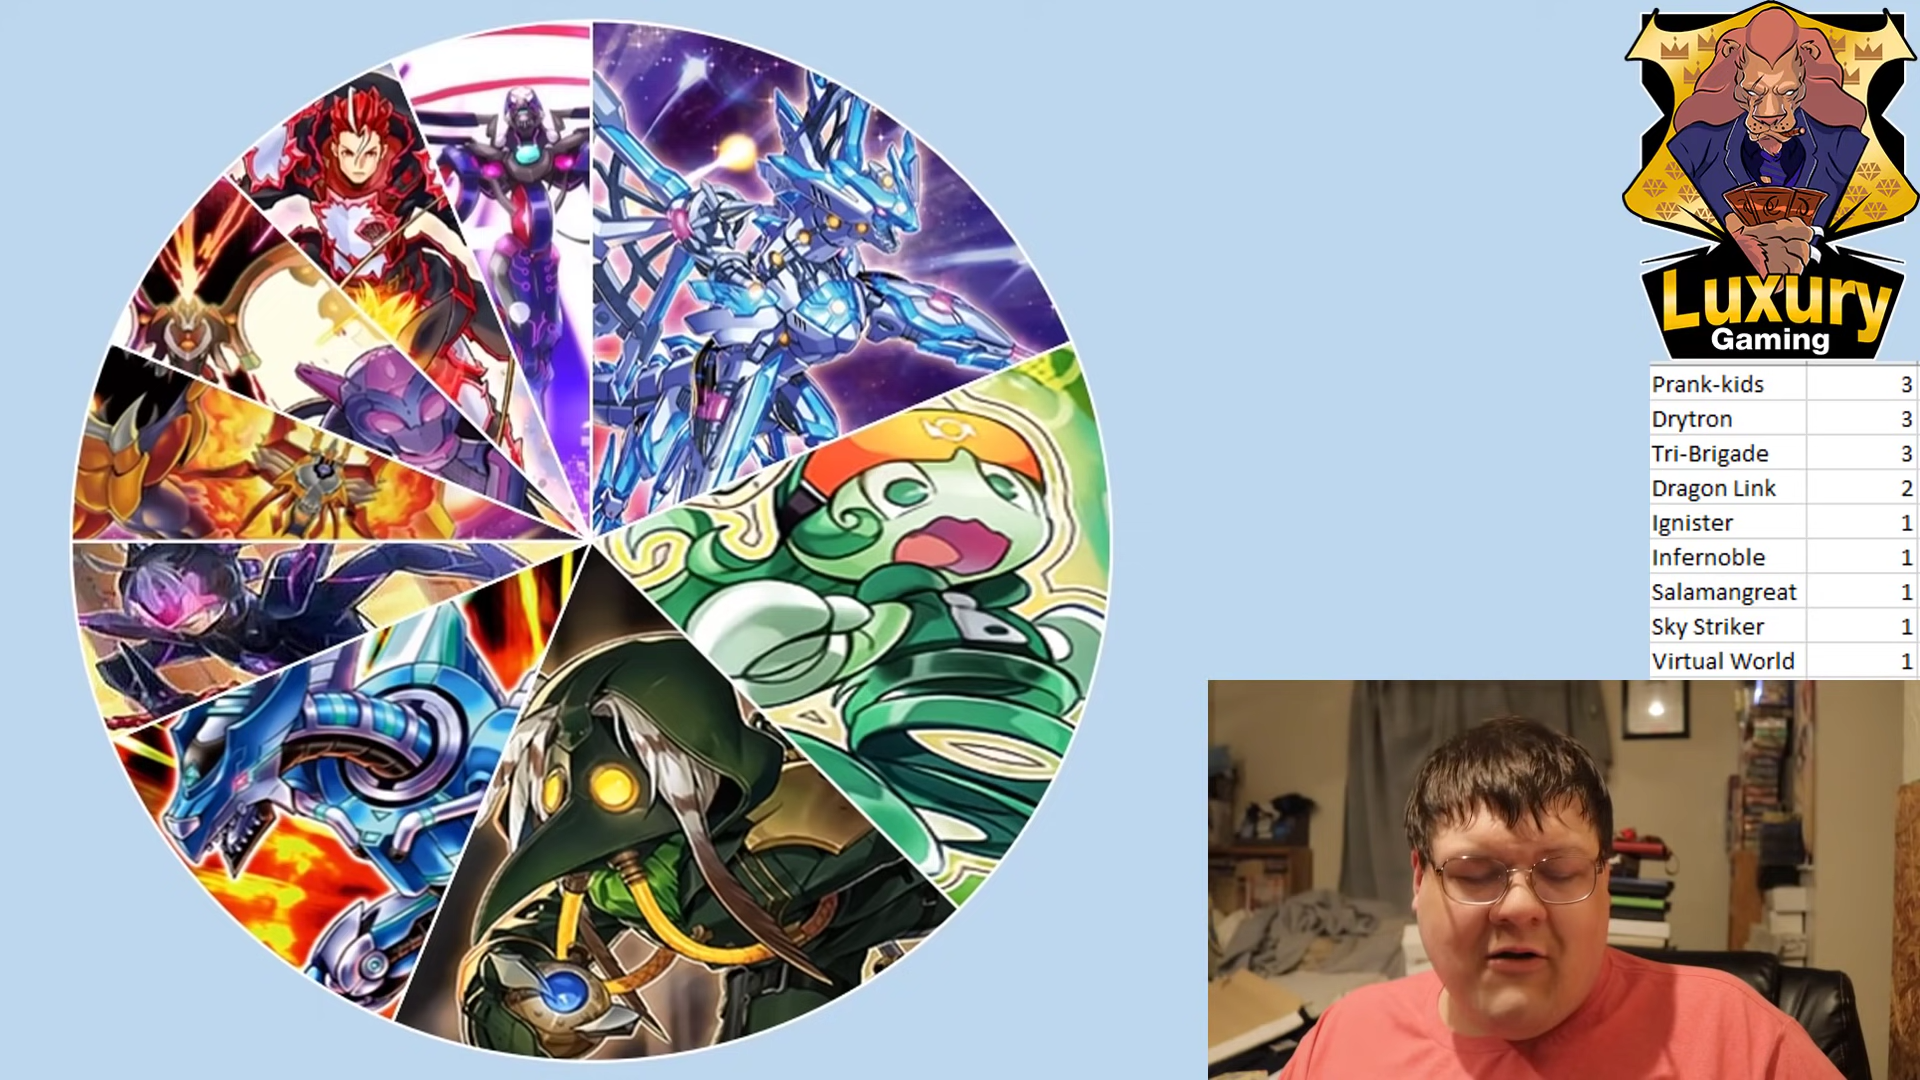 Luxury
Gaming
Prank-kids 3
Drytron 3
Tri-Brigade 3
Dragon Link 2
Ignister 1
Infernoble 1
Salamangreat 1
Sky Striker 1
Virtual World 1